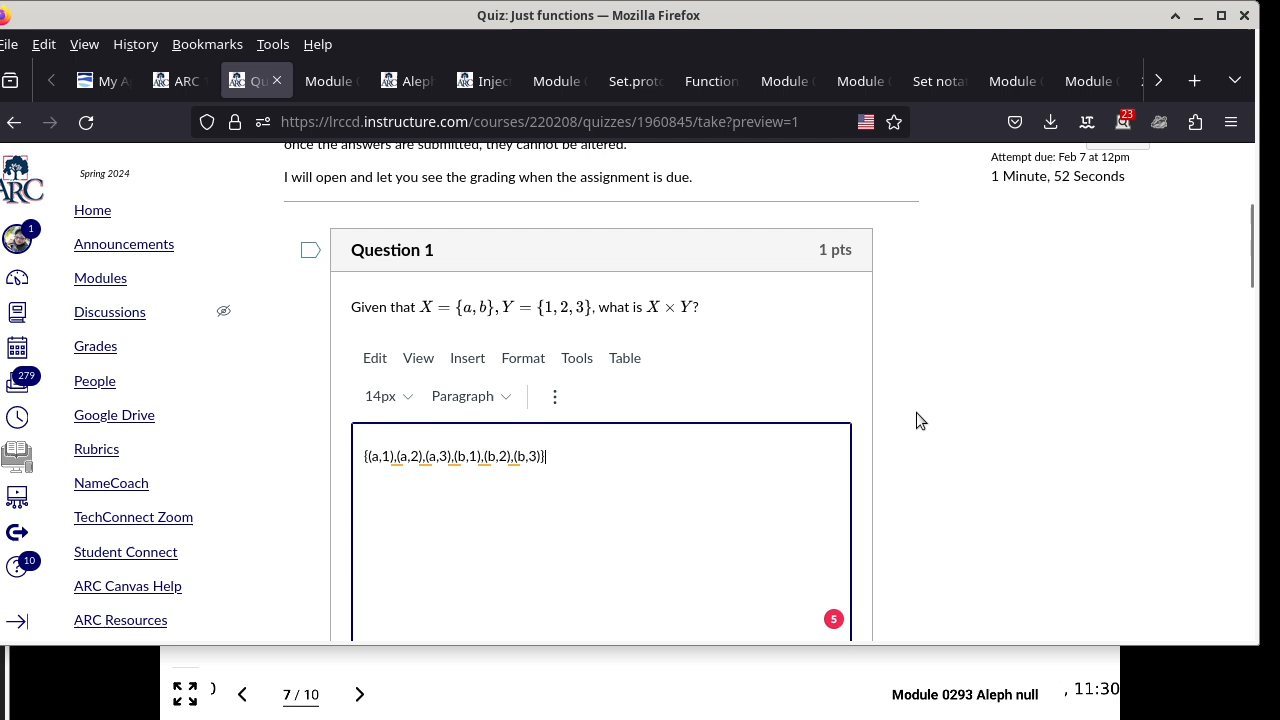 Quiz: Just functions — Mozilla Firefox
File Edit View History Bookmarks Tools Help
My A ARC Qu Module Aleph Inject Module Set.proto Function Module Module Set nota Module Module
https://lrccd.instructure.com/courses/220208/quizzes/1960845/take?preview=1
23
once the answers are submitted, they cannot be altered.
I will open and let you see the grading when the assignment is due.
Attempt due: Feb 7 at 12pm
1 Minute, 52 Seconds
ARC
1
279
10
Spring 2024
Home
Announcements
Modules
Discussions
Grades
People
Google Drive
Rubrics
NameCoach
TechConnect Zoom
Student Connect
ARC Canvas Help
ARC Resources
Question 1
1 pts
Given that X = {a, b}, Y = {1, 2, 3}, what is X × Y?
Edit View Insert Format Tools Table
14px Paragraph
{(a,1),(a,2),(a,3),(b,1),(b,2),(b,3)}
5
7 / 10
Module 0293 Aleph null
, 11:30